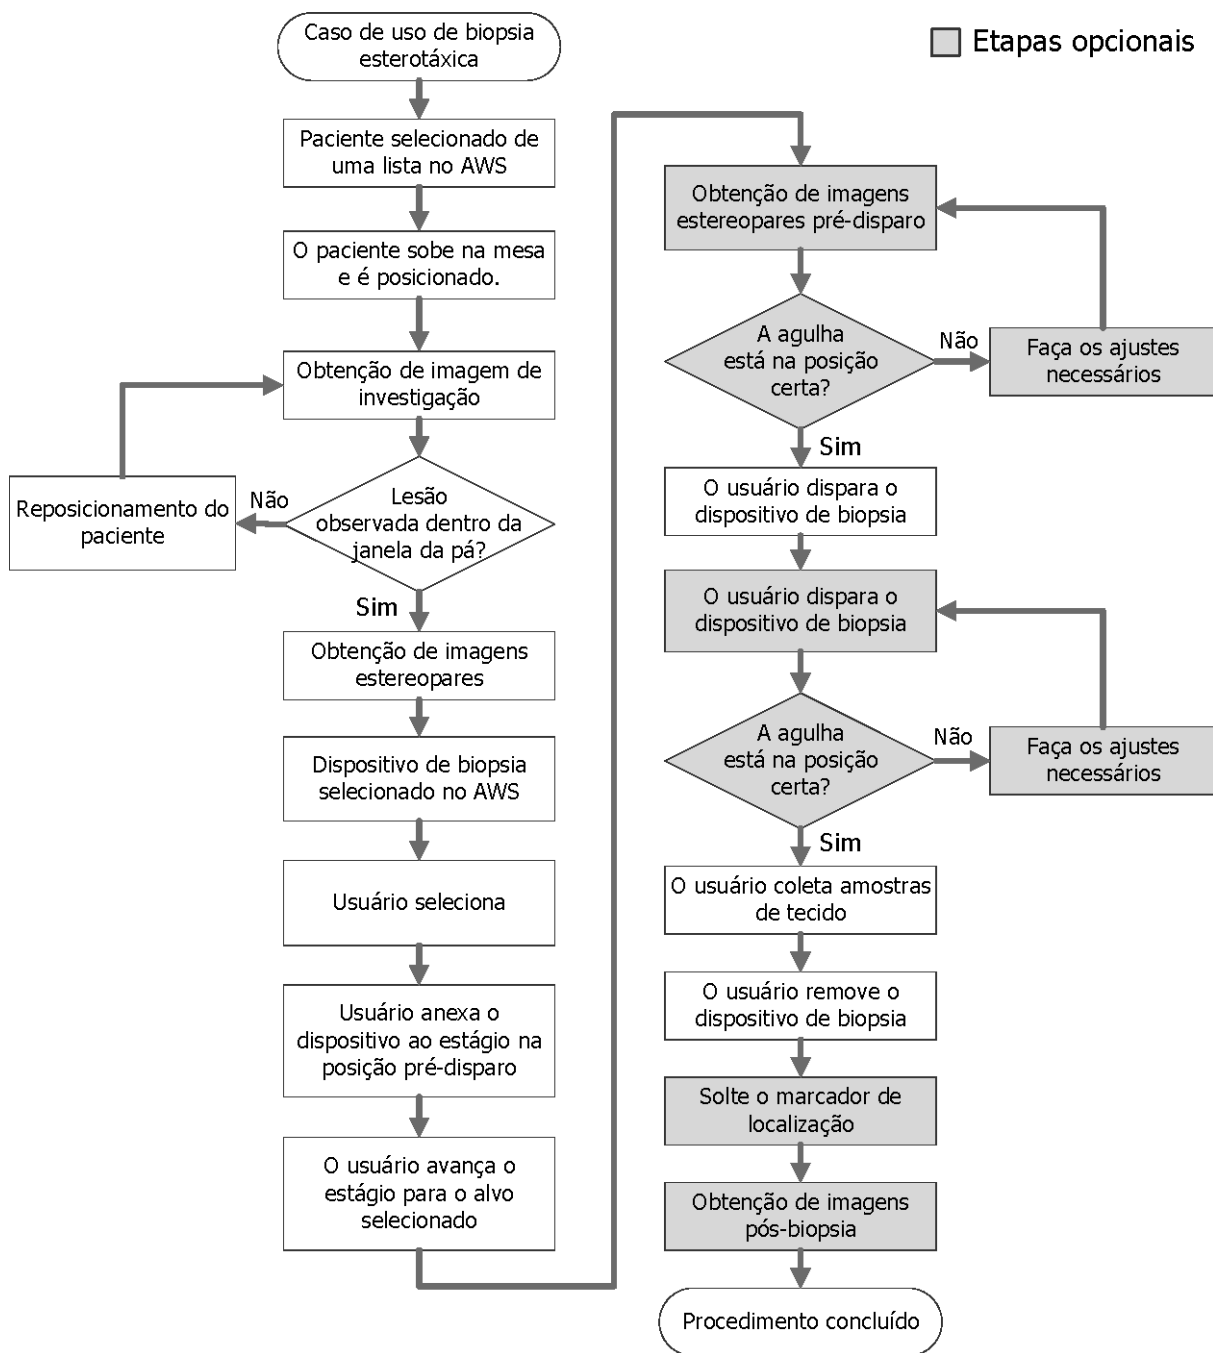 Caso de uso de biopsia
esterotáxica
Etapas opcionais
Paciente selecionado de
uma lista no AWS
O paciente sobe na mesa
e é posicionado.
Obtenção de imagem de
investigação
Lesão
observada dentro da
janela da pá?
Não
Reposicionamento do
paciente
Sim
Obtenção de imagens
estereopares
Dispositivo de biopsia
selecionado no AWS
Usuário seleciona
Usuário anexa o
dispositivo ao estágio na
posição pré-disparo
O usuário avança o
estágio para o alvo
selecionado
Obtenção de imagens
estereopares pré-disparo
A agulha
está na posição
certa?
Não
Faça os ajustes
necessários
Sim
O usuário dispara o
dispositivo de biopsia
O usuário dispara o
dispositivo de biopsia
A agulha
está na posição
certa?
Não
Faça os ajustes
necessários
Sim
O usuário coleta amostras
de tecido
O usuário remove o
dispositivo de biopsia
Solte o marcador de
localização
Obtenção de imagens
pós-biopsia
Procedimento concluído